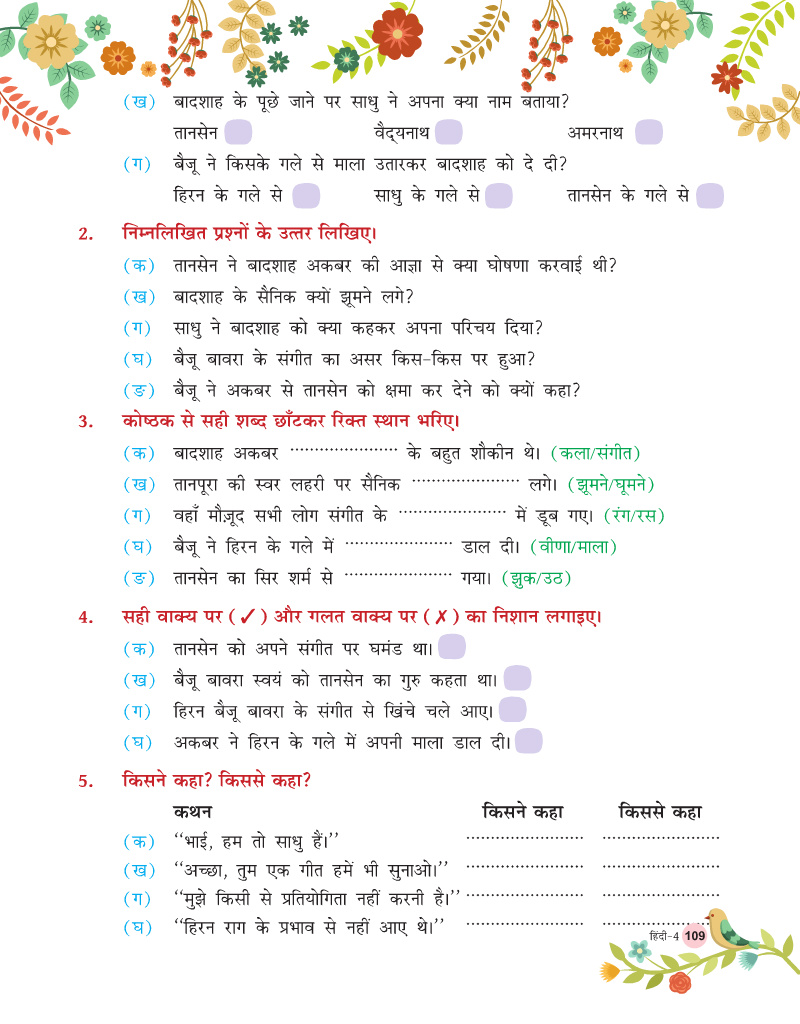 (ख) बादशाह के पूछे जाने पर साधु ने अपना क्या नाम बताया?
तानसेन वैद्यनाथ अमरनाथ
(ग) बैजू ने किसके गले से माला उतारकर बादशाह को दे दी?
हिरन के गले से साधु के गले से तानसेन के गले से
2. निम्नलिखित प्रश्नों के उत्तर लिखिए।
(क) तानसेन ने बादशाह अकबर की आज्ञा से क्या घोषणा करवाई थी?
(ख) बादशाह के सैनिक क्यों झूमने लगे?
(ग) साधु ने बादशाह को क्या कहकर अपना परिचय दिया?
(घ) बैजू बावरा के संगीत का असर किस-किस पर हुआ?
(ङ) बैजू ने अकबर से तानसेन को क्षमा कर देने को क्यों कहा?
3. कोष्ठक से सही शब्द छाँटकर रिक्त स्थान भरिए।
(क) बादशाह अकबर ...................... के बहुत शौकीन थे। (कला/संगीत)
(ख) तानपूरा की स्वर लहरी पर सैनिक ...................... लगे। (झूमने/घूमने)
(ग) वहाँ मौजूद सभी लोग संगीत के ...................... में डूब गए। (रंग/रस)
(घ) बैजू ने हिरन के गले में ...................... डाल दी। (वीणा/माला)
(ङ) तानसेन का सिर शर्म से ...................... गया। (झुक/उठ)
4. सही वाक्य पर (✓) और गलत वाक्य पर (✗) का निशान लगाइए।
(क) तानसेन को अपने संगीत पर घमंड था।
(ख) बैजू बावरा स्वयं को तानसेन का गुरु कहता था।
(ग) हिरन बैजू बावरा के संगीत से खिंचे चले आए।
(घ) अकबर ने हिरन के गले में अपनी माला डाल दी।
5. किसने कहा? किससे कहा?
कथन किसने कहा किससे कहा
(क) ‘‘भाई, हम तो साधु हैं।’’ ........................ ........................
(ख) ‘‘अच्छा, तुम एक गीत हमें भी सुनाओ।’’ ........................ ........................
(ग) ‘‘मुझे किसी से प्रतियोगिता नहीं करनी है।’’ ........................ ........................
(घ) ‘‘हिरन राग के प्रभाव से नहीं आए थे।’’ ........................ ........................
हिंदी-4 109